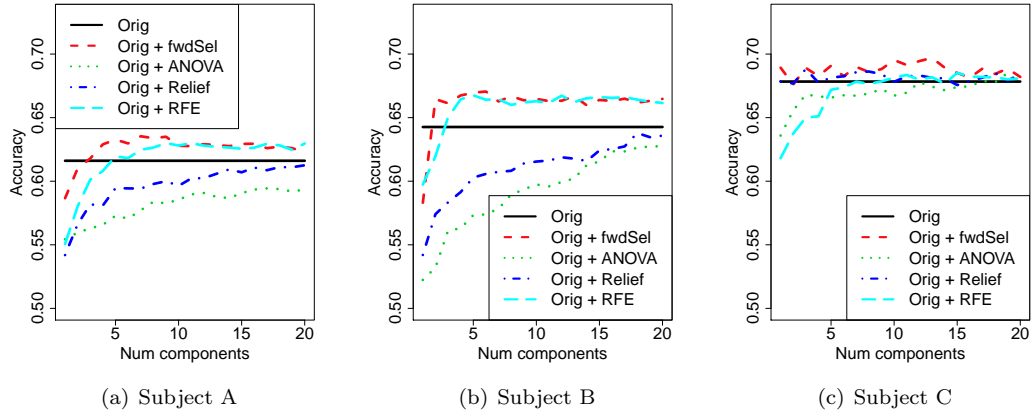 Accuracy
0.50 0.55 0.60 0.65 0.70
Orig
Orig + fwdSel
Orig + ANOVA
Orig + Relief
Orig + RFE
5 10 15 20
Num components
(a) Subject A
Accuracy
0.50 0.55 0.60 0.65 0.70
Orig
Orig + fwdSel
Orig + ANOVA
Orig + Relief
Orig + RFE
5 10 15 20
Num components
(b) Subject B
Accuracy
0.50 0.55 0.60 0.65 0.70
Orig
Orig + fwdSel
Orig + ANOVA
Orig + Relief
Orig + RFE
5 10 15 20
Num components
(c) Subject C